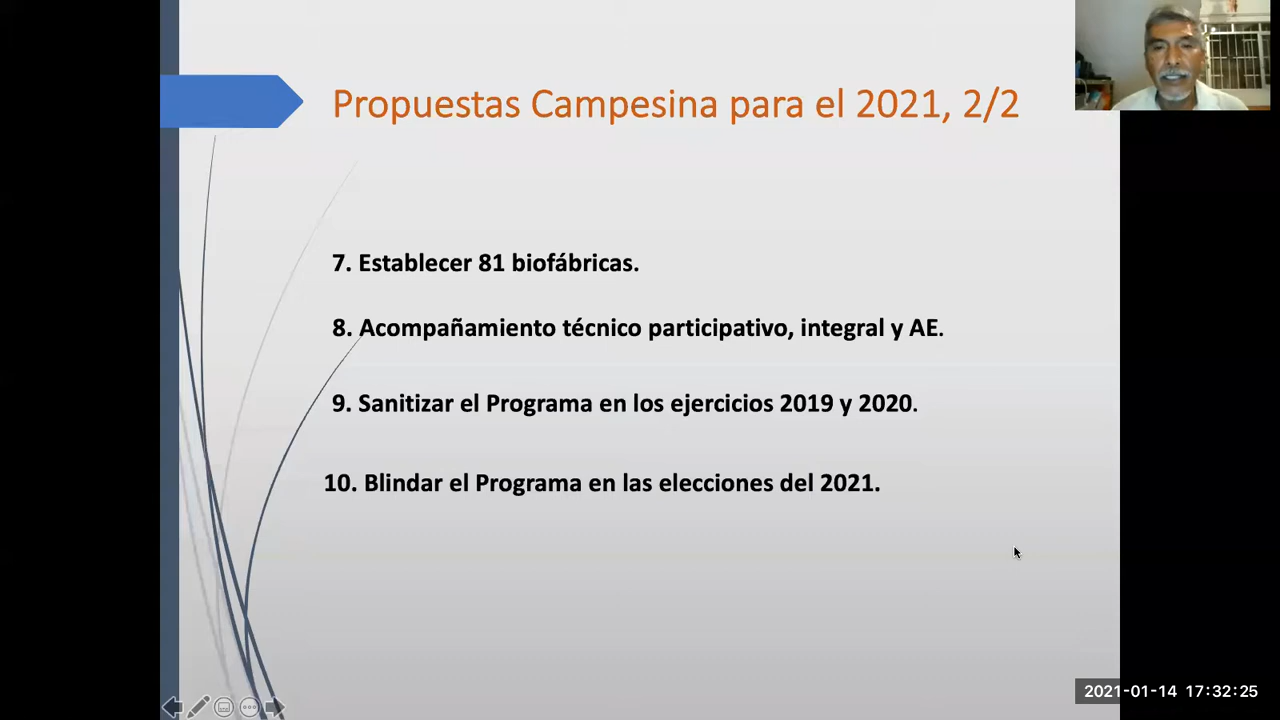 Propuestas Campesina para el 2021, 2/2
7. Establecer 81 biofábricas.
8. Acompañamiento técnico participativo, integral y AE.
9. Sanitizar el Programa en los ejercicios 2019 y 2020.
10. Blindar el Programa en las elecciones del 2021.
2021-01-14 17:32:25